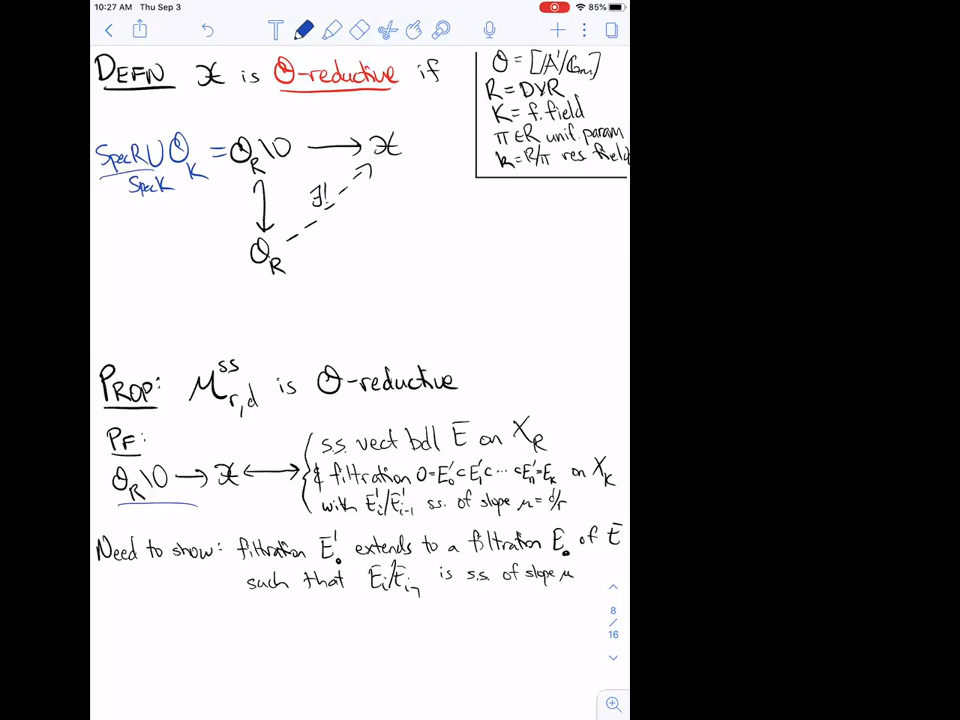 10:27 AM Thu Sep 3
85%
DEFN 𝒳 is Θ-reductive if
Θ = [A¹/Gm]
R = DVR
K = f. field
π ∈ R unif. param
k = R/π res. field
Spec R ∪ Θ_K = Θ_R \ 0 → 𝒳
Spec K
∃!
Θ_R
PROP: M^ss_{r,d} is Θ-reductive
PF:
Θ_R \ 0 → 𝒳 ↔ { s.s. vect bdl E on X_R
& filtration 0 = E'_0 ⊂ E'_1 ⊂ ⋯ ⊂ E'_n = E_K on X_K
with E'_i/E'_{i-1} s.s. of slope μ = d/r
Need to show: filtration E'_• extends to a filtration E_• of E
such that E_i/E_{i-1} is s.s. of slope μ
8
/
16